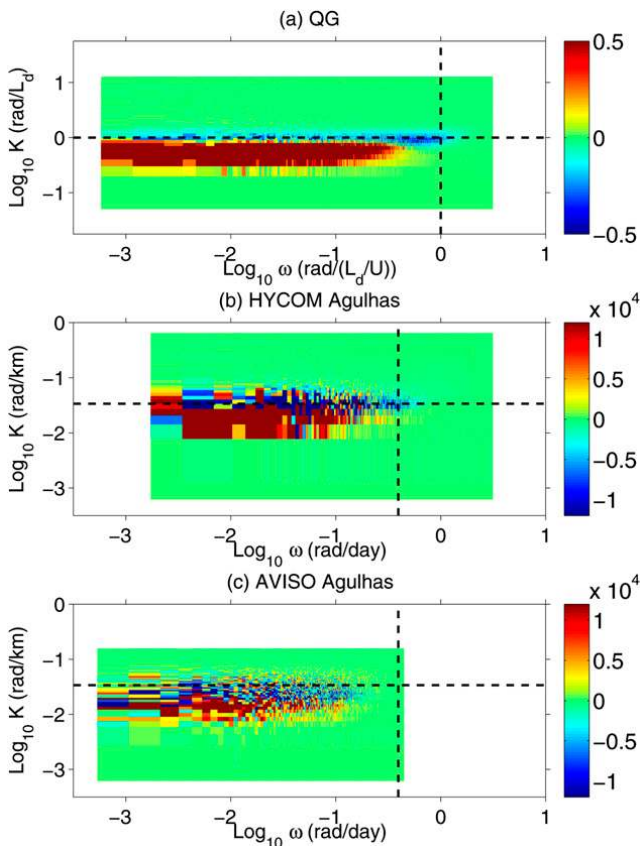 (a) QG
Log10 K (rad/Ld)
1
0
−1
−3 −2 −1 0 1
Log10 ω (rad/(Ld/U))
0.5
0
−0.5
(b) HYCOM Agulhas
Log10 K (rad/km)
0
−1
−2
−3
−3 −2 −1 0 1
Log10 ω (rad/day)
x 10^4
1
0.5
0
−0.5
−1
(c) AVISO Agulhas
Log10 K (rad/km)
0
−1
−2
−3
−3 −2 −1 0 1
Log10 ω (rad/day)
x 10^4
1
0.5
0
−0.5
−1